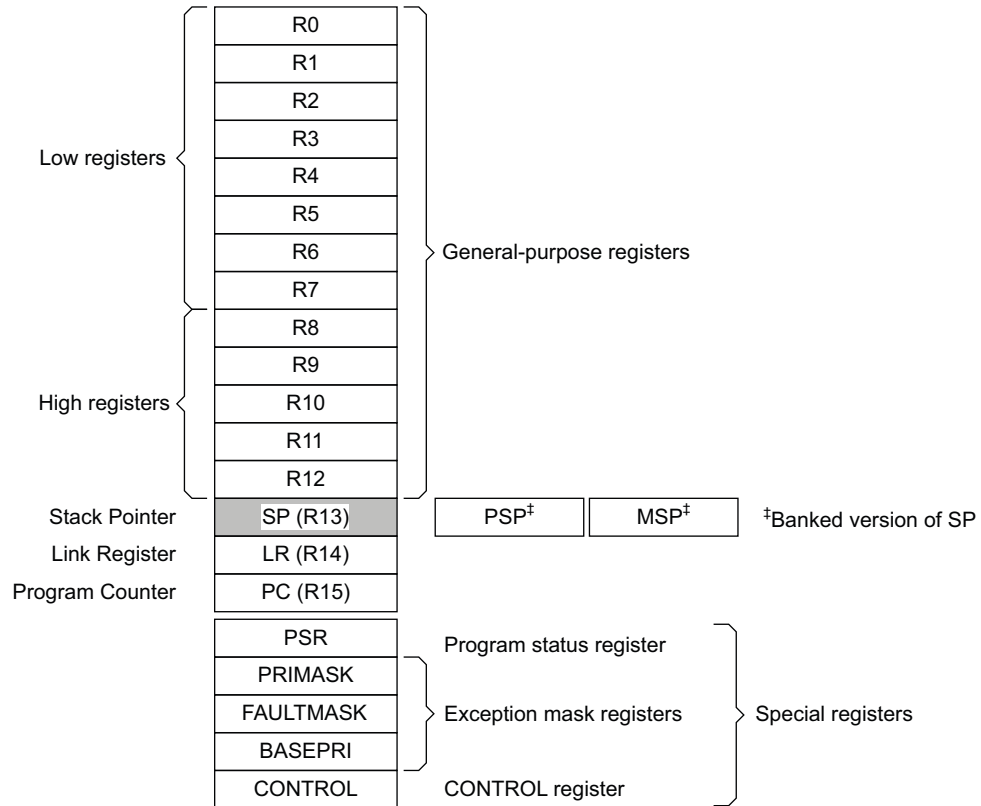 R0
R1
R2
R3
Low registers
R4
R5
R6
General-purpose registers
R7
R8
R9
High registers
R10
R11
R12
Stack Pointer SP (R13) PSP‡ MSP‡ ‡Banked version of SP
Link Register LR (R14)
Program Counter PC (R15)
PSR Program status register
PRIMASK
FAULTMASK Exception mask registers Special registers
BASEPRI
CONTROL CONTROL register